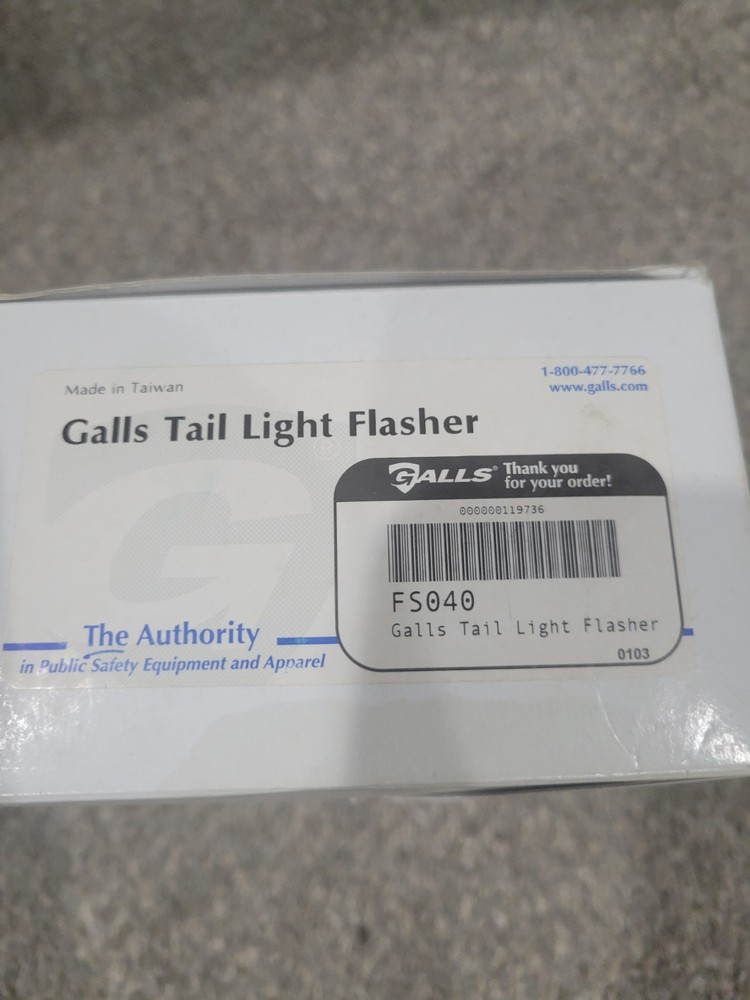 Made in Taiwan
1-800-477-7766
www.galls.com
Galls Tail Light Flasher
GALLS® Thank you
for your order!
000000119736
FS040
Galls Tail Light Flasher
0103
The Authority
in Public Safety Equipment and Apparel